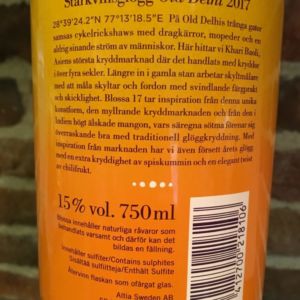 Starkvinsglögg Old Delhi 2017
28°39'24.2"N 77°13'18.5"E På Old Delhis trånga gator
samsas cykelrickshaws med dragkärror, mopeder och en
aldrig sinande ström av människor. Här hittar vi Khari Baoli,
Asiens största kryddmarknad där det handlats med kryddor
i över fyra sekler. Längre in i gamla stan arbetar skyltmålare
med att smycka skyltar och fordon med svindlande färgprakt
och skicklighet. Blossa 17 tar inspiration från denna unika
konstform, den myllrande kryddmarknaden och från den i
Indien högt älskade mangon, vars säregna sötma förenar sig
överraskande bra med traditionell glöggkryddning. Med
inspiration från marknaden har vi även försett årets glögg
med en extra kryddighet av spiskummin och en elegant twist
av chilifrukt.
15% vol. 750ml
Blossa innehåller naturliga råvaror som
behandlats varsamt och därför kan det
bildas en fällning.
Innehåller sulfiter/Contains sulphites
Sisältää sulfiitteja/Enthält Sulfite
Återvinn flaskan som ofärgat glas.
Altia Sweden AB
7412700218106